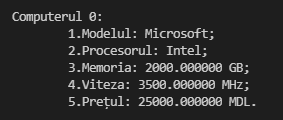 Computerul 0:
1.Modelul: Microsoft;
2.Procesorul: Intel;
3.Memoria: 2000.000000 GB;
4.Viteza: 3500.000000 MHz;
5.Prețul: 25000.000000 MDL.